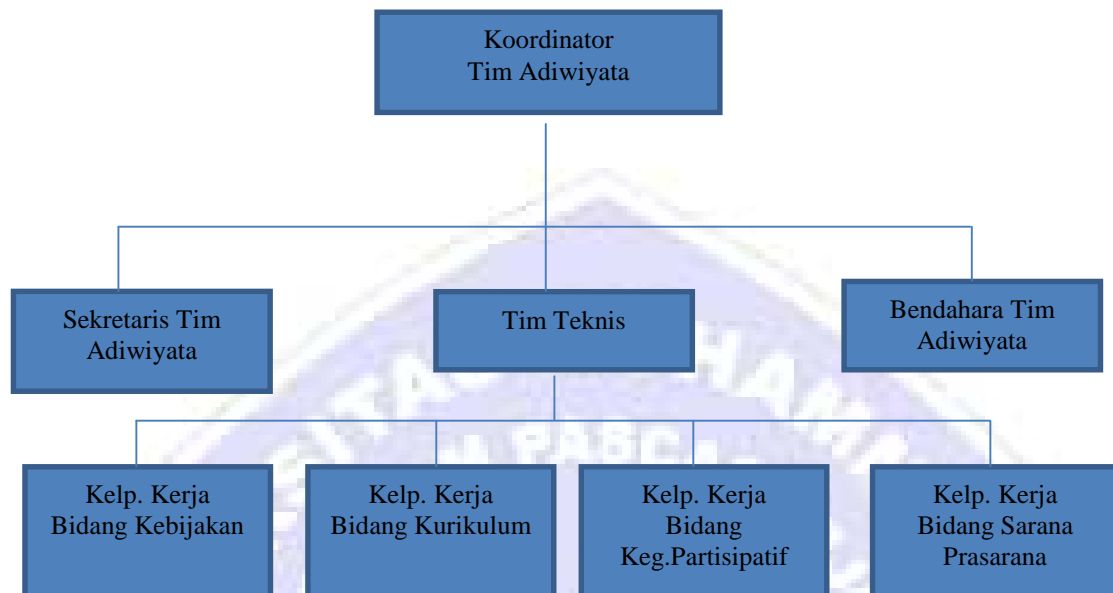 Koordinator
Tim Adiwiyata
Sekretaris Tim
Adiwiyata
Tim Teknis
Bendahara Tim
Adiwiyata
Kelp. Kerja
Bidang Kebijakan
Kelp. Kerja
Bidang Kurikulum
Kelp. Kerja
Bidang
Keg.Partisipatif
Kelp. Kerja
Bidang Sarana
Prasarana